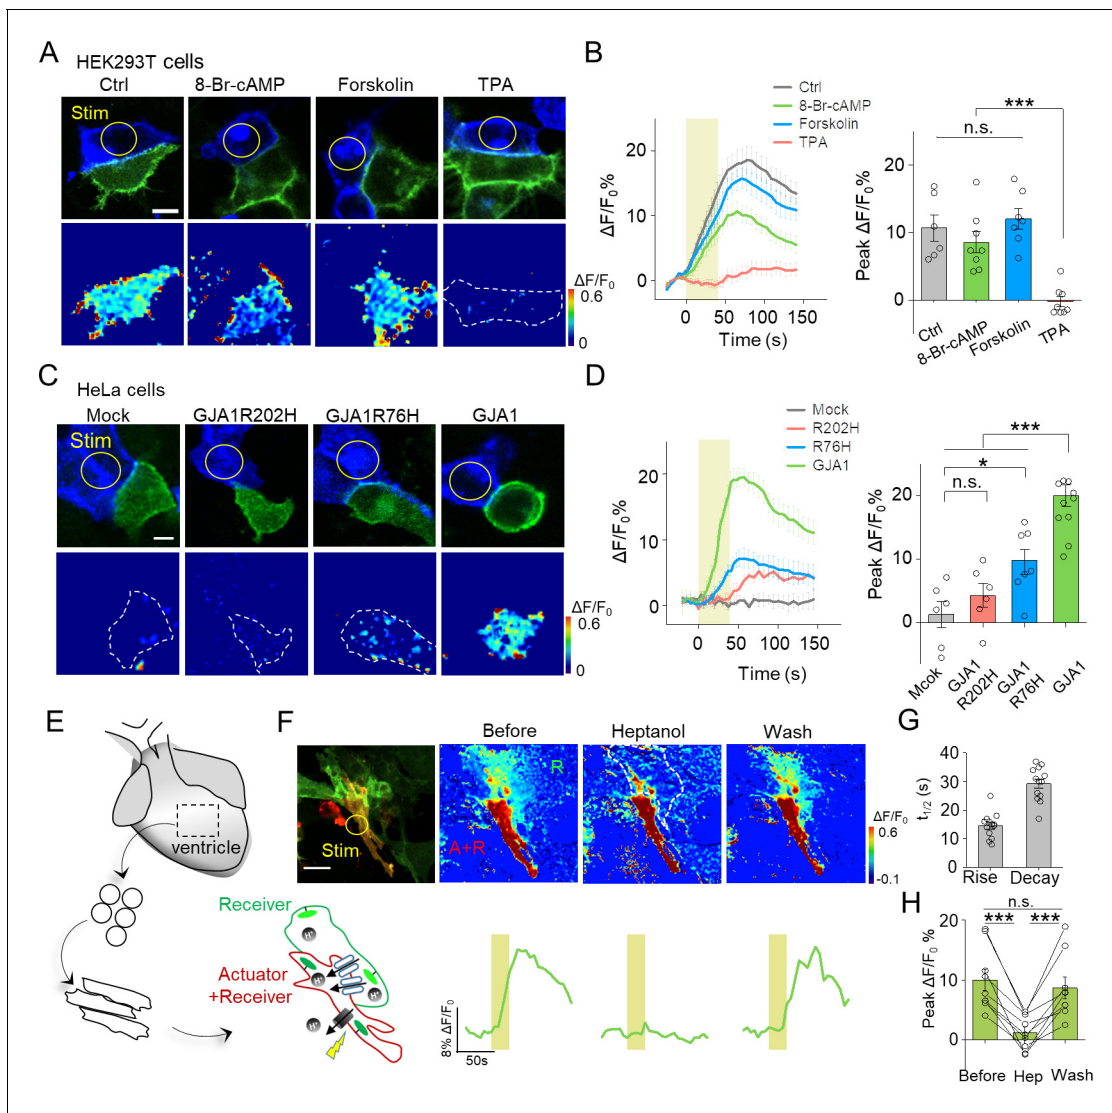 A
HEK293T cells
Ctrl
8-Br-cAMP
Forskolin
TPA
Stim
ΔF/F0
0.6
0
B
Ctrl
8-Br-cAMP
Forskolin
TPA
ΔF/F0%
20
10
0
0
50
100
150
Time (s)
***
n.s.
Peak ΔF/F0%
20
10
0
Ctrl
8-Br-cAMP
Forskolin
TPA
C
HeLa cells
Mock
GJA1R202H
GJA1R76H
GJA1
Stim
ΔF/F0
0.6
0
D
Mock
R202H
R76H
GJA1
ΔF/F0%
20
10
0
0
50
100
150
Time (s)
***
*
n.s.
Peak ΔF/F0%
20
10
0
Mcok
GJA1
R202H
GJA1
R76H
GJA1
E
ventricle
Receiver
Actuator
+Receiver
H+
H+
H+
H+
F
Before
Heptanol
Wash
Stim
R
A+R
ΔF/F0
0.6
-0.1
8% ΔF/F0
50s
G
t1/2 (s)
40
30
20
10
0
Rise
Decay
H
n.s.
***
***
Peak ΔF/F0 %
20
10
0
Before
Hep
Wash